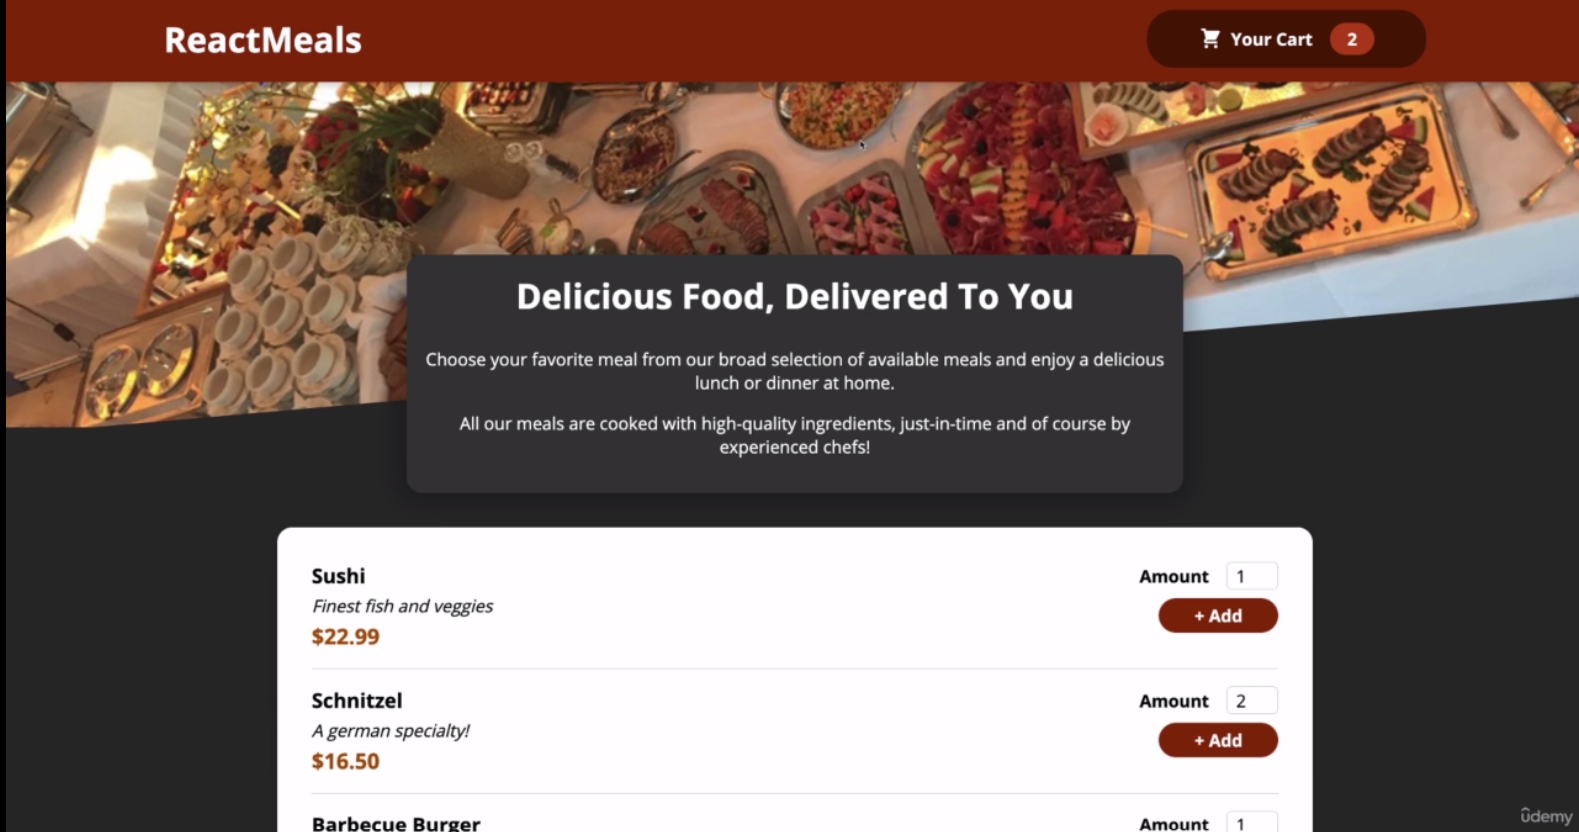 ReactMeals
Your Cart 2
Delicious Food, Delivered To You
Choose your favorite meal from our broad selection of available meals and enjoy a delicious
lunch or dinner at home.
All our meals are cooked with high-quality ingredients, just-in-time and of course by
experienced chefs!
Sushi
Finest fish and veggies
$22.99
Amount 1
+ Add
Schnitzel
A german specialty!
$16.50
Amount 2
+ Add
Barbecue Burger
Amount 1
ûdemy